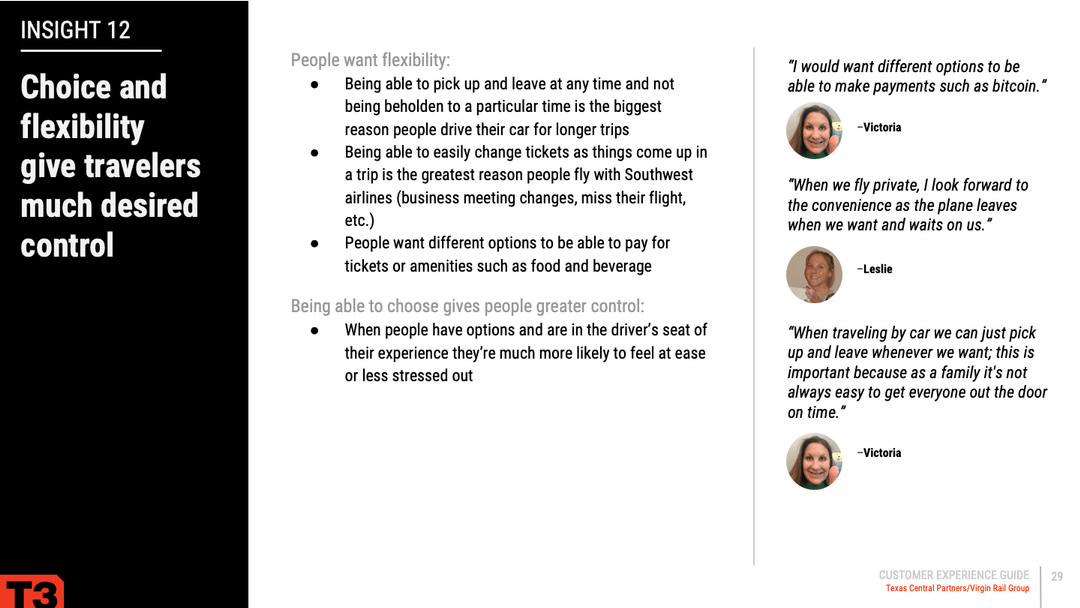 INSIGHT 12
Choice and
flexibility
give travelers
much desired
control
People want flexibility:
● Being able to pick up and leave at any time and not
being beholden to a particular time is the biggest
reason people drive their car for longer trips
● Being able to easily change tickets as things come up in
a trip is the greatest reason people fly with Southwest
airlines (business meeting changes, miss their flight,
etc.)
● People want different options to be able to pay for
tickets or amenities such as food and beverage
Being able to choose gives people greater control:
● When people have options and are in the driver’s seat of
their experience they’re much more likely to feel at ease
or less stressed out
“I would want different options to be
able to make payments such as bitcoin.”
–Victoria
“When we fly private, I look forward to
the convenience as the plane leaves
when we want and waits on us.”
–Leslie
“When traveling by car we can just pick
up and leave whenever we want; this is
important because as a family it's not
always easy to get everyone out the door
on time.”
–Victoria
T3
CUSTOMER EXPERIENCE GUIDE
Texas Central Partners/Virgin Rail Group
29